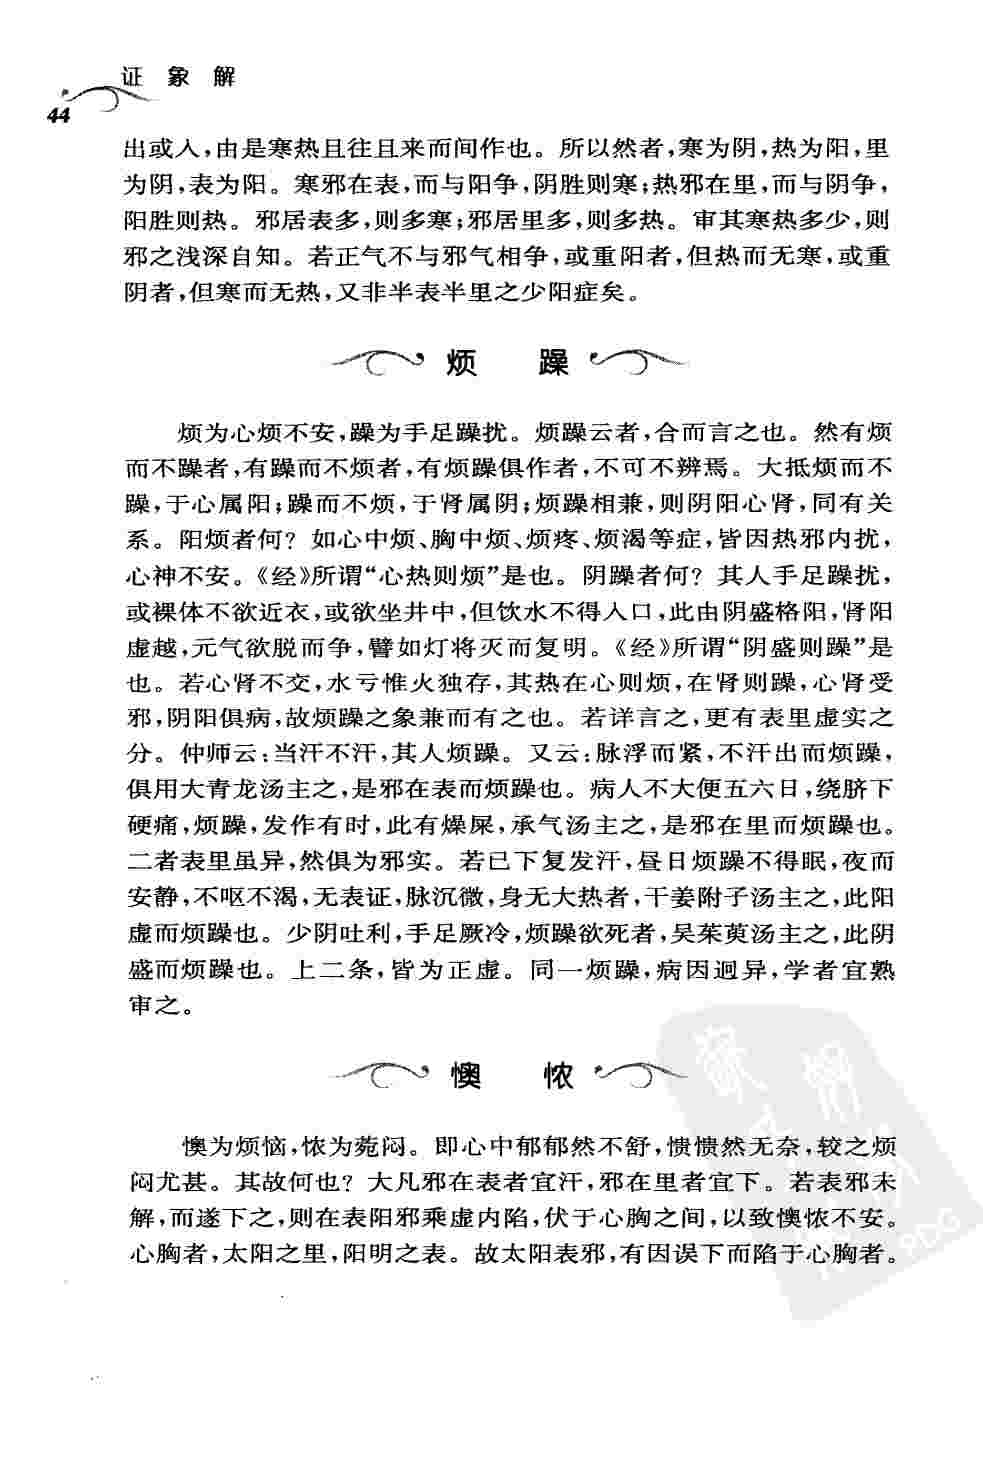 证象解
44
出或入,由是寒热且往且来而间作也。所以然者,寒为阴,热为阳,里
为阴,表为阳。寒邪在表,而与阳争,阴胜则寒;热邪在里,而与阴争,
阳胜则热。邪居表多,则多寒;邪居里多,则多热。审其寒热多少,则
邪之浅深自知。若正气不与邪气相争,或重阳者,但热而无寒,或重
阴者,但寒而无热,又非半表半里之少阳症矣。
烦躁
烦为心烦不安,躁为手足躁扰。烦躁云者,合而言之也。然有烦
而不躁者,有躁而不烦者,有烦躁俱作者,不可不辨焉。大抵烦而不
躁,于心属阳;躁而不烦,于肾属阴;烦躁相兼,则阴阳心肾,同有关
系。阳烦者何?如心中烦、胸中烦、烦疼、烦渴等症,皆因热邪内扰,
心神不安。《经》所谓“心热则烦”是也。阴躁者何?其人手足躁扰,
或裸体不欲近衣,或欲坐井中,但饮水不得入口,此由阴盛格阳,肾阳
虚越,元气欲脱而争,譬如灯将灭而复明。《经》所谓“阴盛则躁”是
也。若心肾不交,水亏惟火独存,其热在心则烦,在肾则躁,心肾受
邪,阴阳俱病,故烦躁之象兼而有之也。若详言之,更有表里虚实之
分。仲师云:当汗不汗,其人烦躁。又云:脉浮而紧,不汗出而烦躁,
俱用大青龙汤主之,是邪在表而烦躁也。病人不大便五六日,绕脐下
硬痛,烦躁,发作有时,此有燥屎,承气汤主之,是邪在里而烦躁也。
二者表里虽异,然俱为邪实。若已下复发汗,昼日烦躁不得眠,夜而
安静,不呕不渴,无表证,脉沉微,身无大热者,干姜附子汤主之,此阳
虚而烦躁也。少阴吐利,手足厥冷,烦躁欲死者,吴茱萸汤主之,此阴
盛而烦躁也。上二条,皆为正虚。同一烦躁,病因迥异,学者宜熟
审之。
懊侬
懊为烦恼,侬为菀闷。即心中郁郁然不舒,愦愦然无奈,较之烦
闷尤甚。其故何也?大凡邪在表者宜汗,邪在里者宜下。若表邪未
解,而遂下之,则在表阳邪乘虚内陷,伏于心胸之间,以致懊侬不安。
心胸者,太阳之里,阳明之表。故太阳表邪,有因误下而陷于心胸者。
PDG